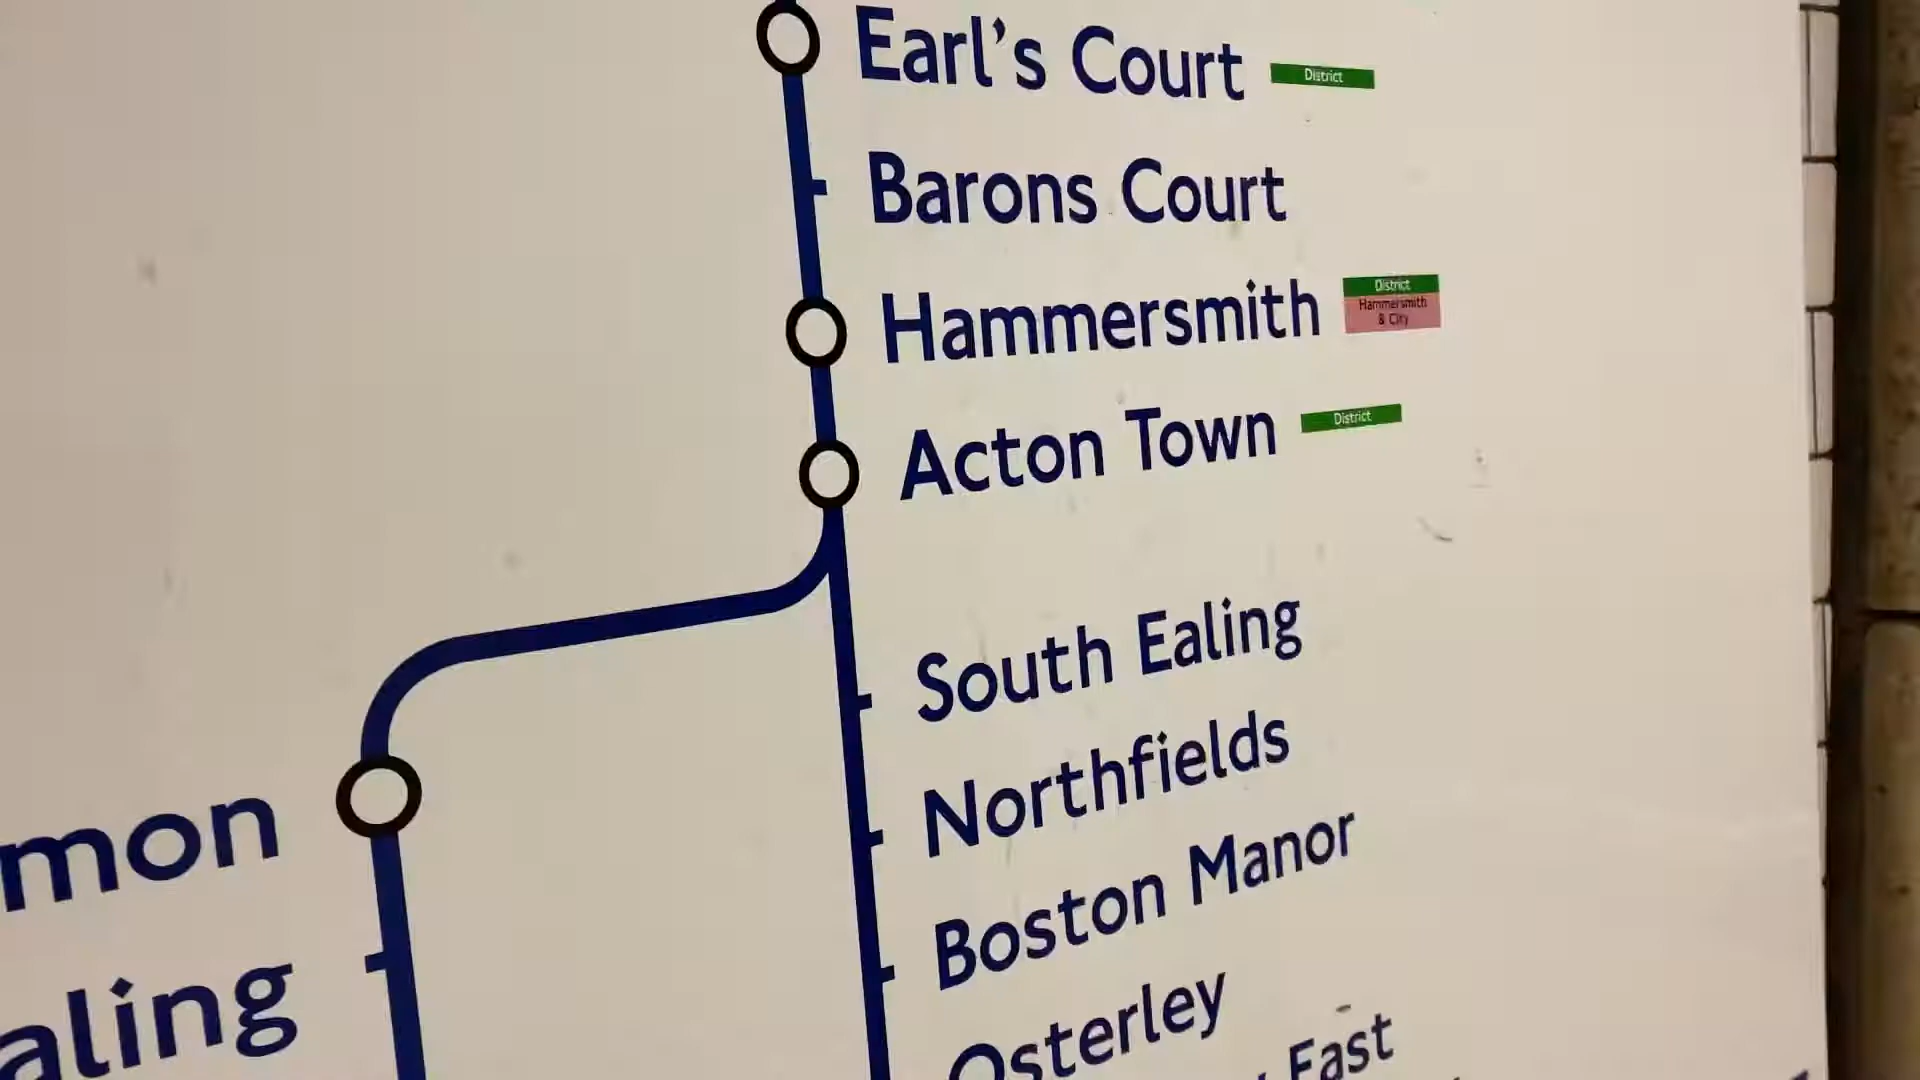 Earl's Court
District
Barons Court
Hammersmith
District
Hammersmith
& City
Acton Town
District
South Ealing
Northfields
Boston Manor
Osterley
East
mon
aling